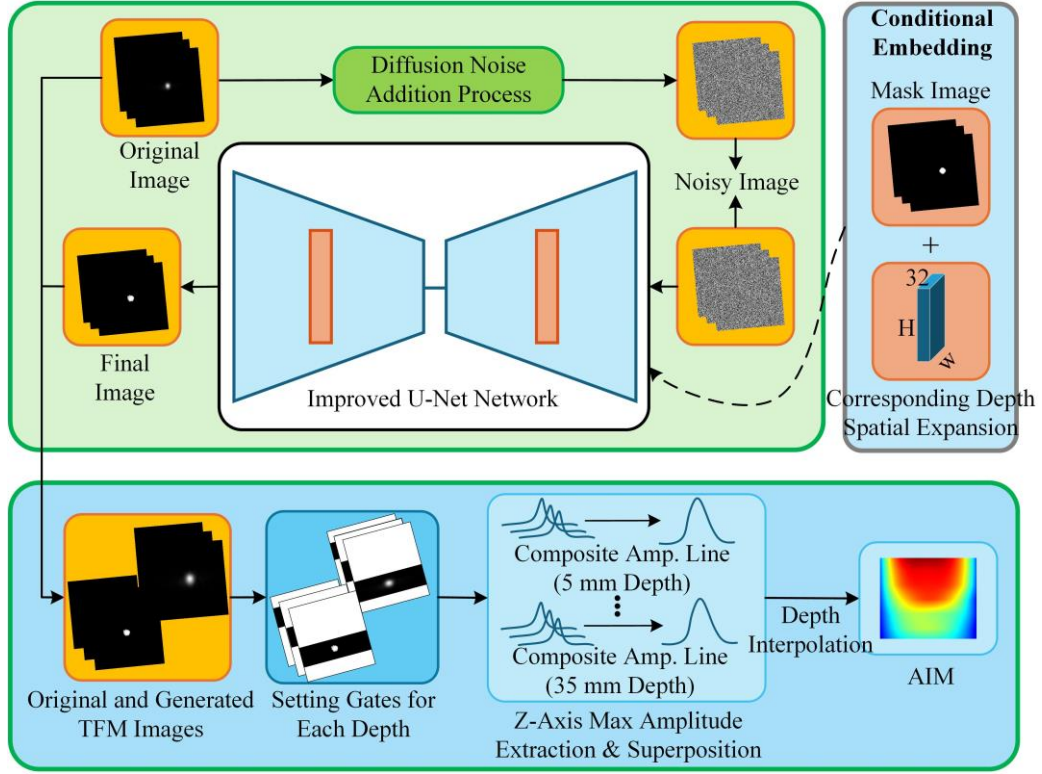 Diffusion Noise
Addition Process
Original
Image
Noisy Image
Final
Image
Improved U-Net Network
Conditional
Embedding
Mask Image
+
32
H
w
Corresponding Depth
Spatial Expansion
Original and Generated
TFM Images
Setting Gates for
Each Depth
Composite Amp. Line
(5 mm Depth)
Composite Amp. Line
(35 mm Depth)
Z-Axis Max Amplitude
Extraction & Superposition
Depth
Interpolation
AIM